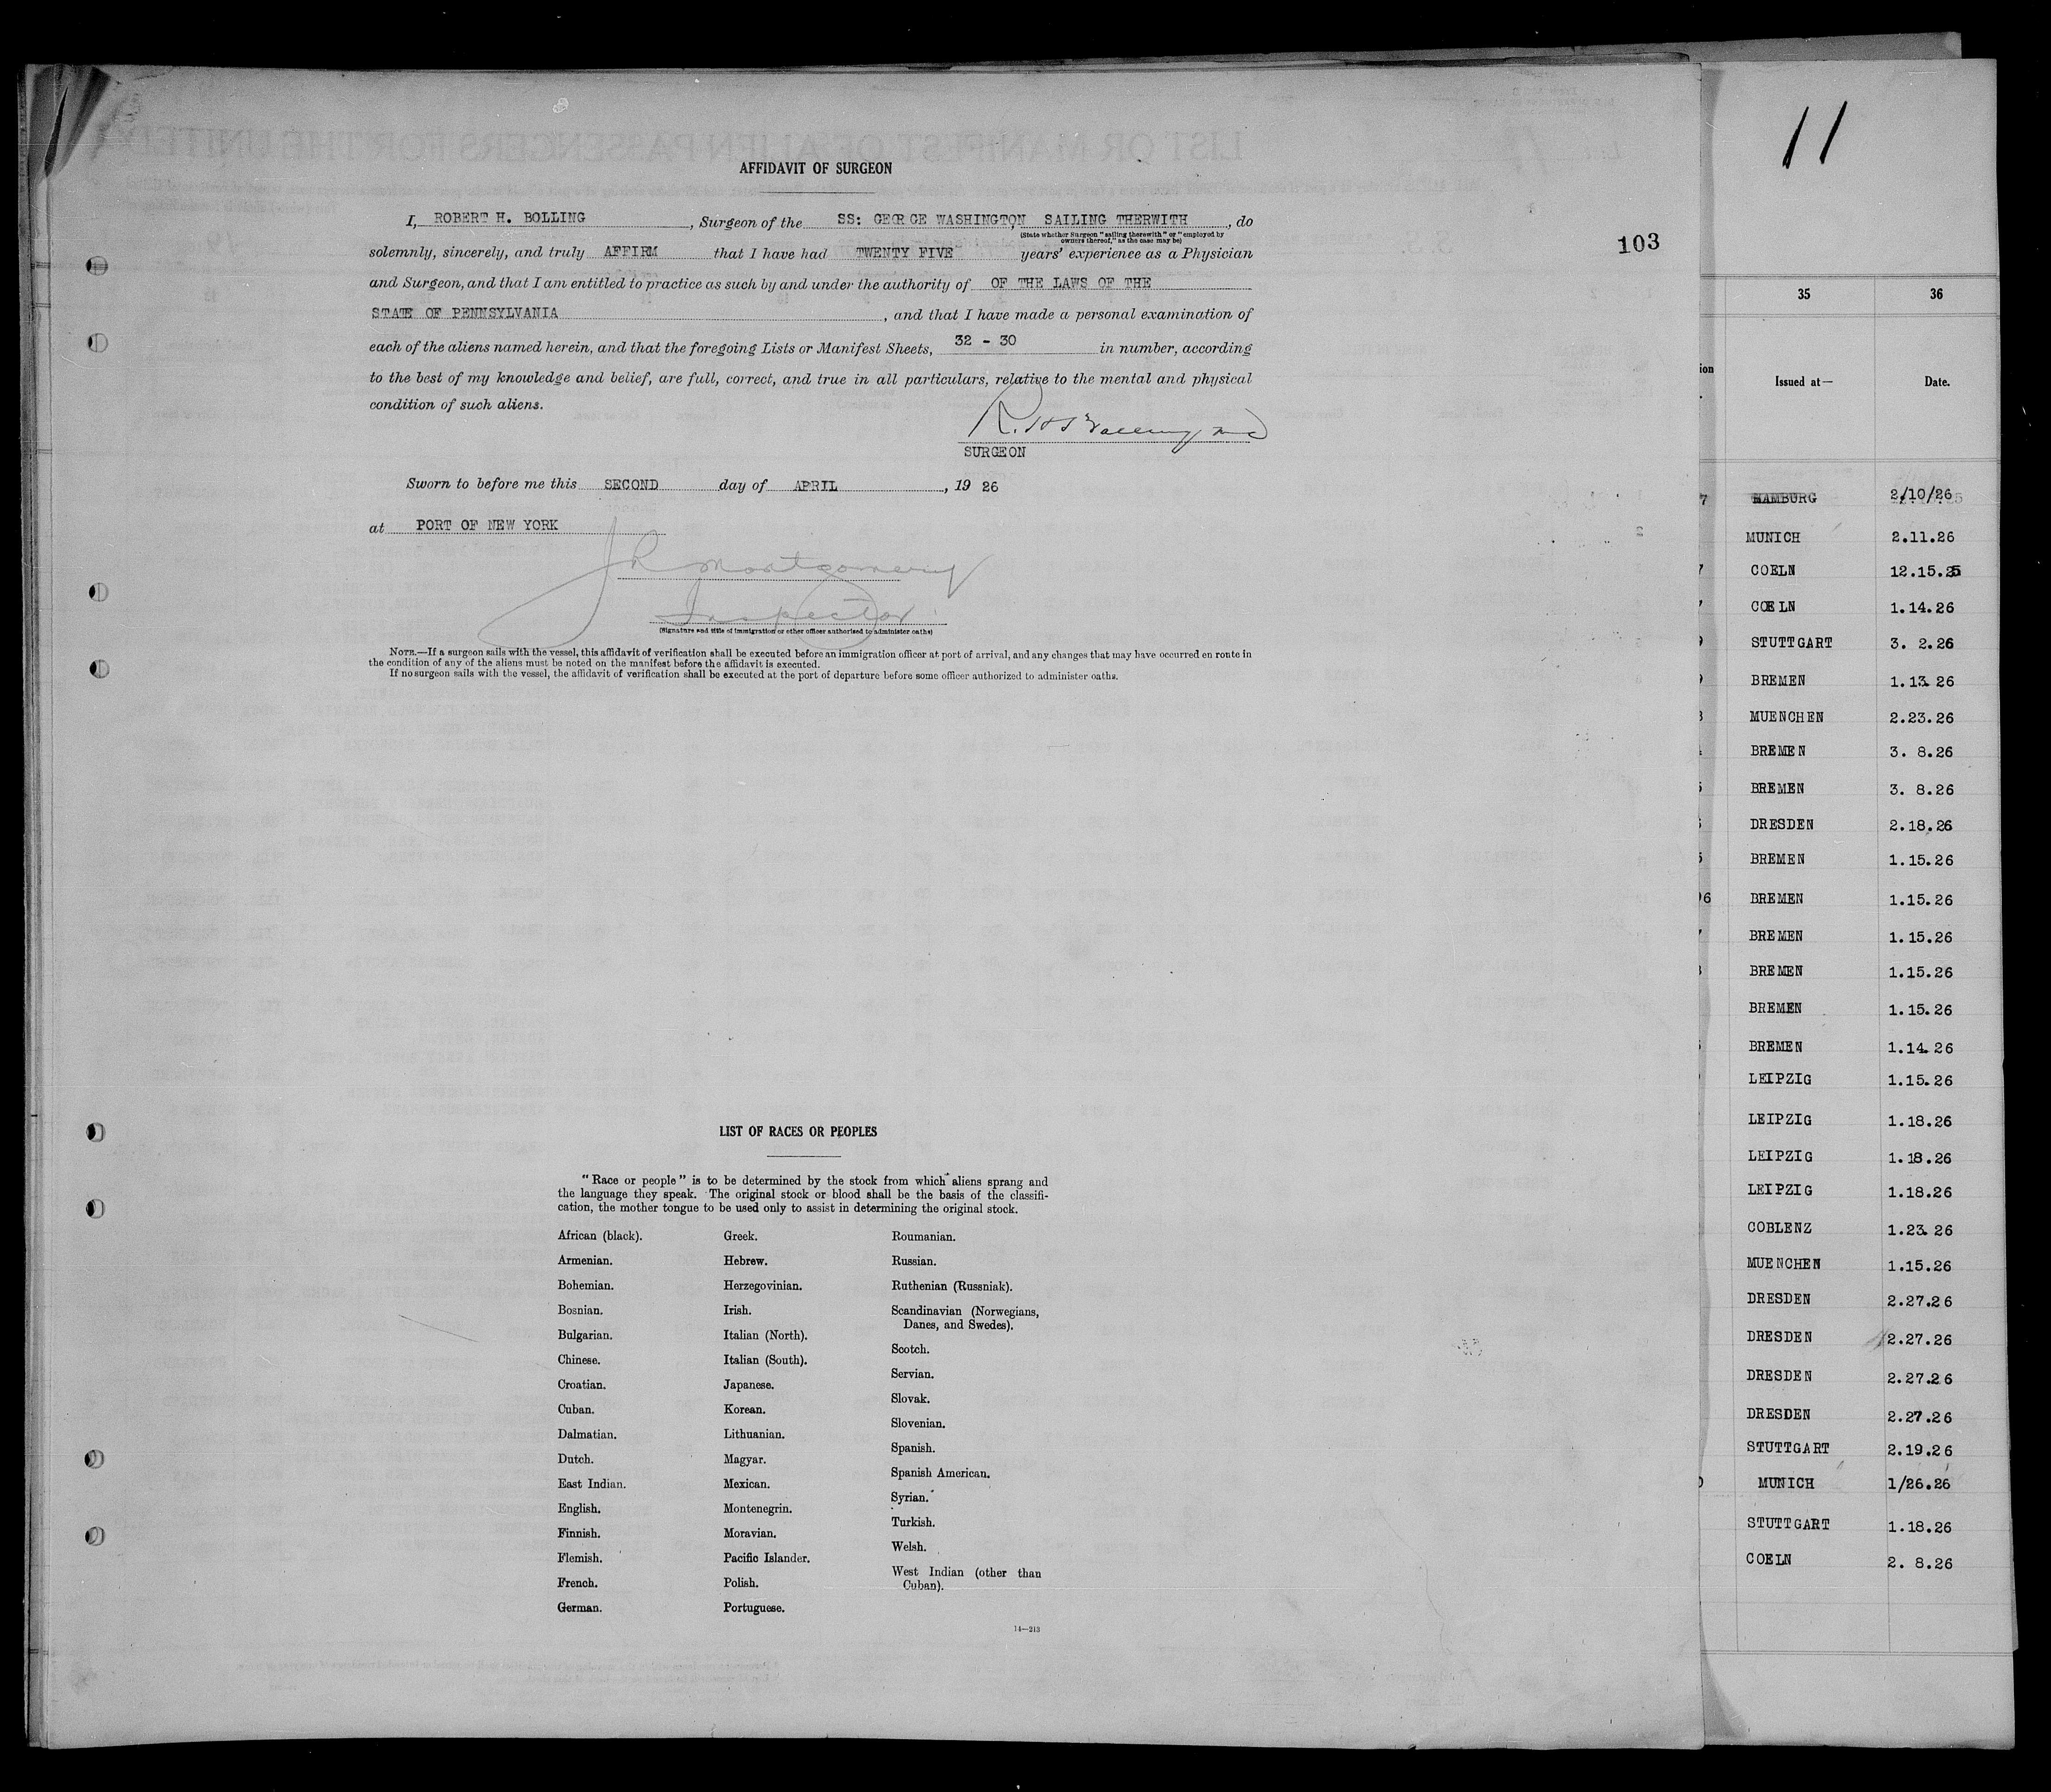 AFFIDAVIT OF SURGEON
I, ROBERT H. BOLLING, Surgeon of the SS: GEORGE WASHINGTON, SAILING THERWITH, do
(State whether Surgeon "sailing therewith" or "employed by
owners thereof," as the case may be)
solemnly, sincerely, and truly AFFIRM that I have had TWENTY FIVE years' experience as a Physician
and Surgeon, and that I am entitled to practice as such by and under the authority of OF THE LAWS OF THE
STATE OF PENNSYLVANIA, and that I have made a personal examination of
each of the aliens named herein, and that the foregoing Lists or Manifest Sheets, 32 - 30 in number, according
to the best of my knowledge and belief, are full, correct, and true in all particulars, relative to the mental and physical
condition of such aliens.
R. H. Bolling MD
SURGEON
Sworn to before me this SECOND day of APRIL, 19 26
at PORT OF NEW YORK
J R Montgomery
Inspector
(Signature and title of immigration or other officer authorized to administer oaths)
NOTE.—If a surgeon sails with the vessel, this affidavit of verification shall be executed before an immigration officer at port of arrival, and any changes that may have occurred en route in
the condition of any of the aliens must be noted on the manifest before the affidavit is executed.
If no surgeon sails with the vessel, the affidavit of verification shall be executed at the port of departure before some officer authorized to administer oaths.
103
LIST OF RACES OR PEOPLES
"Race or people" is to be determined by the stock from which aliens sprang and
the language they speak. The original stock or blood shall be the basis of the classifi-
cation, the mother tongue to be used only to assist in determining the original stock.
African (black).
Armenian.
Bohemian.
Bosnian.
Bulgarian.
Chinese.
Croatian.
Cuban.
Dalmatian.
Dutch.
East Indian.
English.
Finnish.
Flemish.
French.
German.
Greek.
Hebrew.
Herzegovinian.
Irish.
Italian (North).
Italian (South).
Japanese.
Korean.
Lithuanian.
Magyar.
Mexican.
Montenegrin.
Moravian.
Pacific Islander.
Polish.
Portuguese.
Roumanian.
Russian.
Ruthenian (Russniak).
Scandinavian (Norwegians,
Danes, and Swedes).
Scotch.
Servian.
Slovak.
Slovenian.
Spanish.
Spanish American.
Syrian.
Turkish.
Welsh.
West Indian (other than
Cuban).
14—213
11
35 36
Issued at— Date.
HAMBURG 2/10/26
MUNICH 2.11.26
COELN 12.15.25
COELN 1.14.26
STUTTGART 3. 2.26
BREMEN 1.13.26
MUENCHEN 2.23.26
BREMEN 3. 8.26
BREMEN 3. 8.26
DRESDEN 2.18.26
BREMEN 1.15.26
BREMEN 1.15.26
BREMEN 1.15.26
BREMEN 1.15.26
BREMEN 1.15.26
BREMEN 1.14.26
LEIPZIG 1.15.26
LEIPZIG 1.18.26
LEIPZIG 1.18.26
LEIPZIG 1.18.26
COBLENZ 1.23.26
MUENCHEN 1.15.26
DRESDEN 2.27.26
DRESDEN 2.27.26
DRESDEN 2.27.26
DRESDEN 2.27.26
STUTTGART 2.19.26
MUNICH 1/26.26
STUTTGART 1.18.26
COELN 2. 8.26